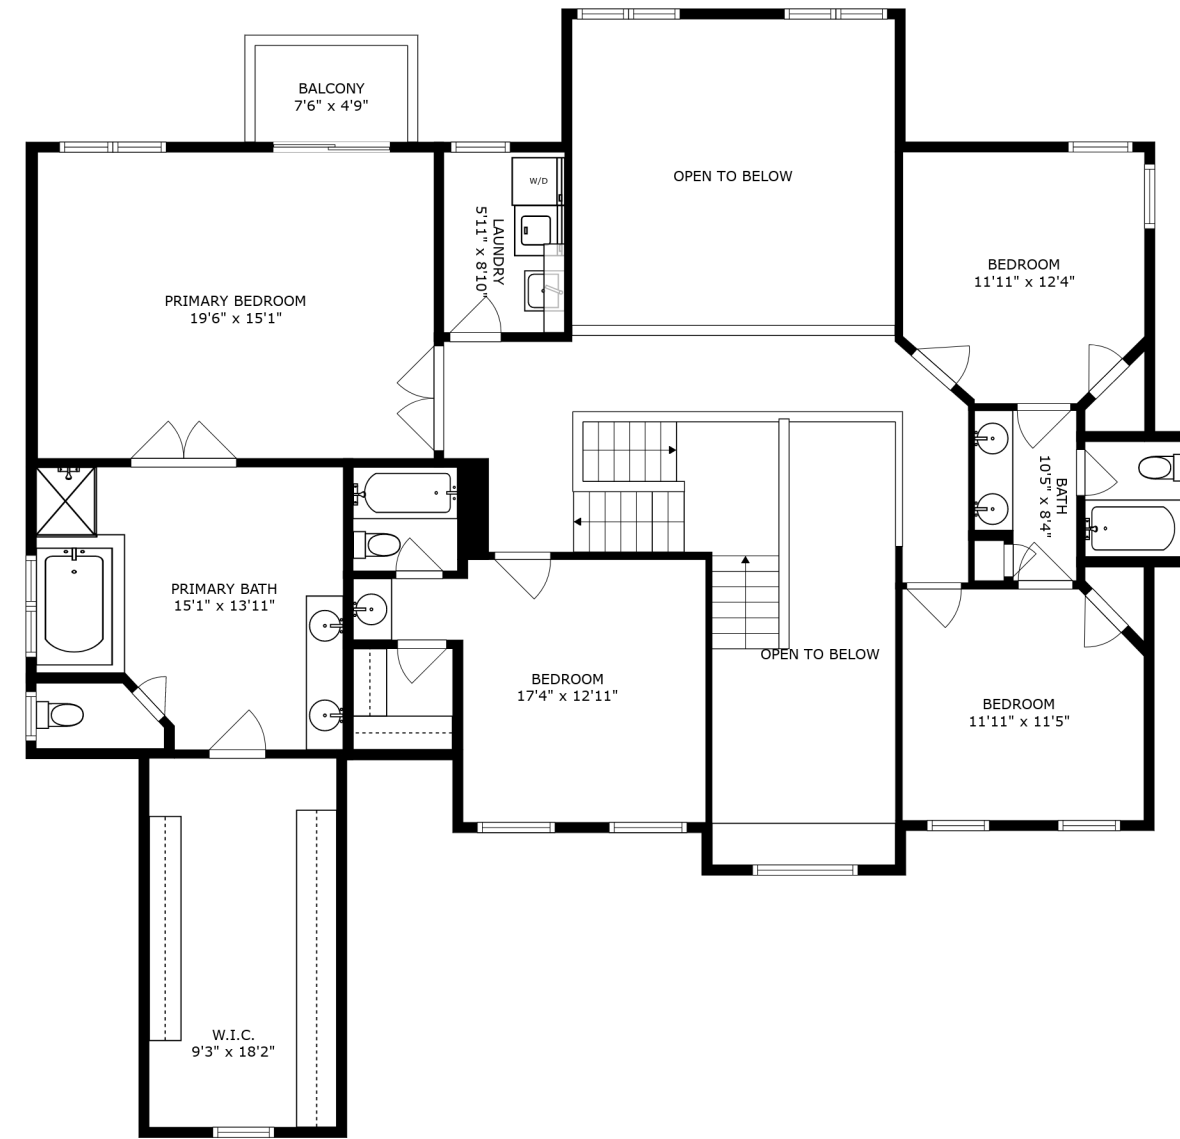 BALCONY
7'6" x 4'9"
OPEN TO BELOW
W/D
LAUNDRY
5'11" x 8'10"
BEDROOM
11'11" x 12'4"
PRIMARY BEDROOM
19'6" x 15'1"
BATH
10'5" x 8'4"
PRIMARY BATH
15'1" x 13'11"
OPEN TO BELOW
BEDROOM
17'4" x 12'11"
BEDROOM
11'11" x 11'5"
W.I.C.
9'3" x 18'2"